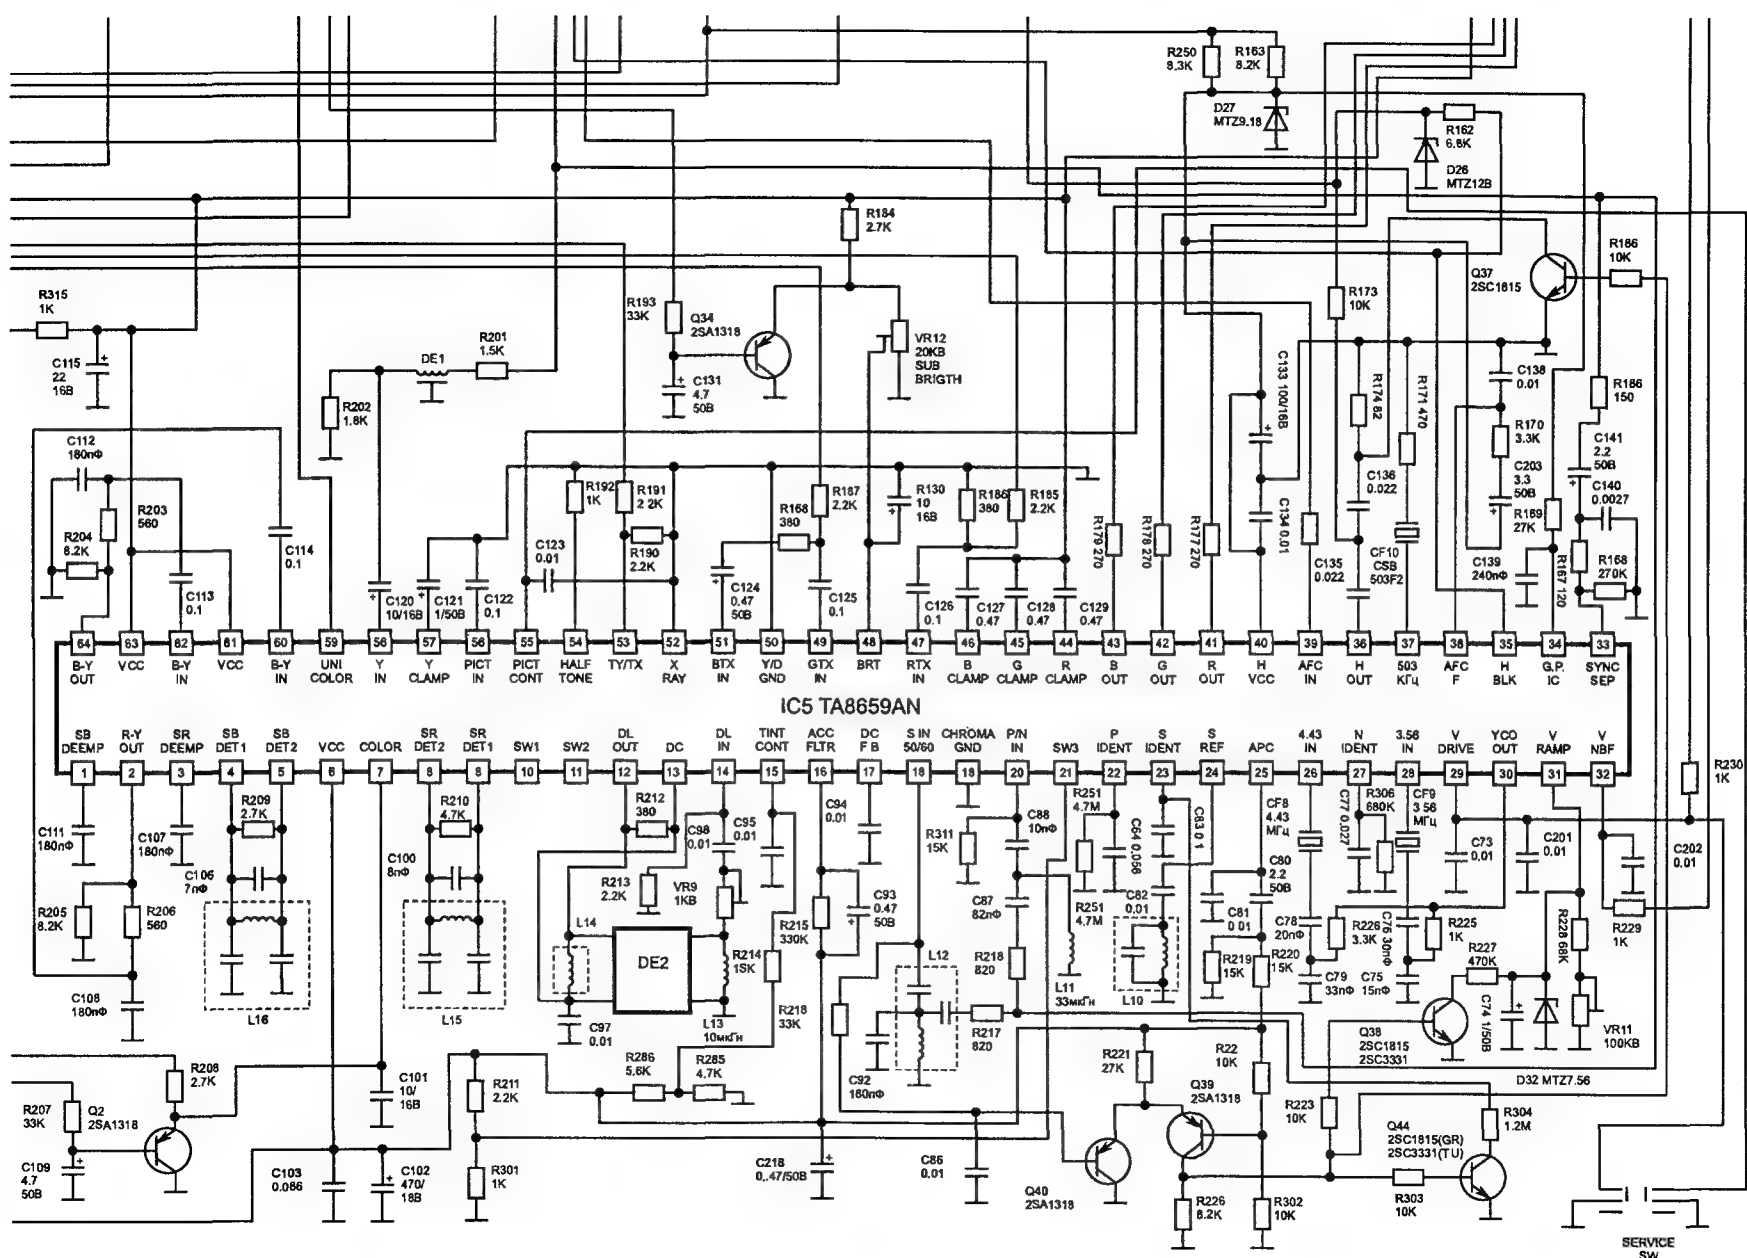 R250
8.3K
R163
8.2K
D27
MTZ9.18
R162
6.8K
D26
MTZ12B
R184
2.7K
R186
10K
Q37
2SC1815
R315
1K
C115
22
16В
R193
33K
Q34
2SA1318
R173
10K
VR12
20KB
SUB
BRIGTH
DE1
R201
1.5K
C131
4.7
50В
R202
1.8K
C133 100/16В
R174 82
R171 470
C138
0.01
R186
150
R170
3.3K
C141
2.2
50В
C112
180пФ
R203
560
R204
8.2K
C114
0.1
C113
0.1
R192
1K
R191
2 2K
R190
2.2K
C123
0.01
C120
10/16В
C121
1/50В
C122
0.1
R187
2.2K
R168
380
R130
10
16В
R186
380
R185
2.2K
C124
0.47
50В
C125
0.1
C126
0.1
C127
0.47
C128
0.47
C129
0.47
R179 270
R178 270
R177 270
C134 0.01
C135
0.022
C136
0.022
CF10
CSB
503F2
C203
3.3
50В
R169
27K
C140
0.0027
C139
240пФ
R167 120
R168
270K
64 63 62 61 60 59 56 57 56 55 54 53 52 51 50 49 48 47 46 45 44 43 42 41 40 39 36 37 38 35 34 33
B-Y
OUT
VCC
B-Y
IN
VCC
B-Y
IN
UNI
COLOR
Y
IN
Y
CLAMP
PICT
IN
PICT
CONT
HALF
TONE
TY/TX
X
RAY
BTX
IN
Y/D
GND
GTX
IN
BRT
RTX
IN
B
CLAMP
G
CLAMP
R
CLAMP
B
OUT
G
OUT
R
OUT
H
VCC
AFC
IN
H
OUT
503
КГц
AFC
F
H
BLK
G.P.
IC
SYNC
SEP
IC5 TA8659AN
SB
DEEMP
R-Y
OUT
SR
DEEMP
SB
DET1
SB
DET2
VCC
COLOR
SR
DET2
SR
DET1
SW1
SW2
DL
OUT
DC
DL
IN
TINT
CONT
ACC
FLTR
DC
F B
S IN
50/60
CHROMA
GND
P/N
IN
SW3
P
IDENT
S
IDENT
S
REF
APC
4.43
IN
N
IDENT
3.58
IN
V
DRIVE
YCO
OUT
V
RAMP
V
NBF
1 2 3 4 5 6 7 8 8 10 11 12 13 14 15 16 17 18 18 20 21 22 23 24 25 26 27 28 29 30 31 32
R230
1K
C111
180пФ
C107
180пФ
R209
2.7K
C106
7пФ
R210
4.7K
C100
8пФ
R212
380
C98
0.01
C95
0.01
C94
0.01
R311
15K
C88
10пФ
R251
4.7M
C64 0.056
C83 0 1
CF8
4.43
МГц
C77 0.027
R306
680K
CF9
3 56
МГц
C73
0.01
C201
0.01
C202
0.01
R205
8.2K
R206
560
R213
2.2K
VR9
1KB
C93
0.47
50В
C87
82пФ
R251
4.7M
C82
0.01
C81
0 01
C80
2.2
50В
C78
20пФ
R226
3.3K
C76 30пФ
R225
1K
R228 68K
R229
1K
L14
DE2
R214
1SK
R215
330K
L12
R218
820
L11
33мкГн
L10
R219
15K
R220
15K
C79
33пФ
C75
15пФ
R227
470K
C74 1/50В
VR11
100KB
C108
180пФ
L16
L15
C97
0.01
L13
10мкГн
R218
33K
R217
820
Q38
2SC1815
2SC3331
D32 MTZ7.56
R208
2.7K
R207
33K
Q2
2SA1318
C101
10/
16В
R211
2.2K
R286
5.6K
R285
4.7K
C92
180пФ
R221
27K
R22
10K
Q39
2SA1318
R223
10K
R304
1.2M
Q44
2SC1815(GR)
2SC3331(TU)
C109
4.7
50В
C103
0.086
C102
470/
18В
R301
1K
C218
0,.47/50В
C86
0.01
Q40
2SA1318
R226
8.2K
R302
10K
R303
10K
SERVICE
SW